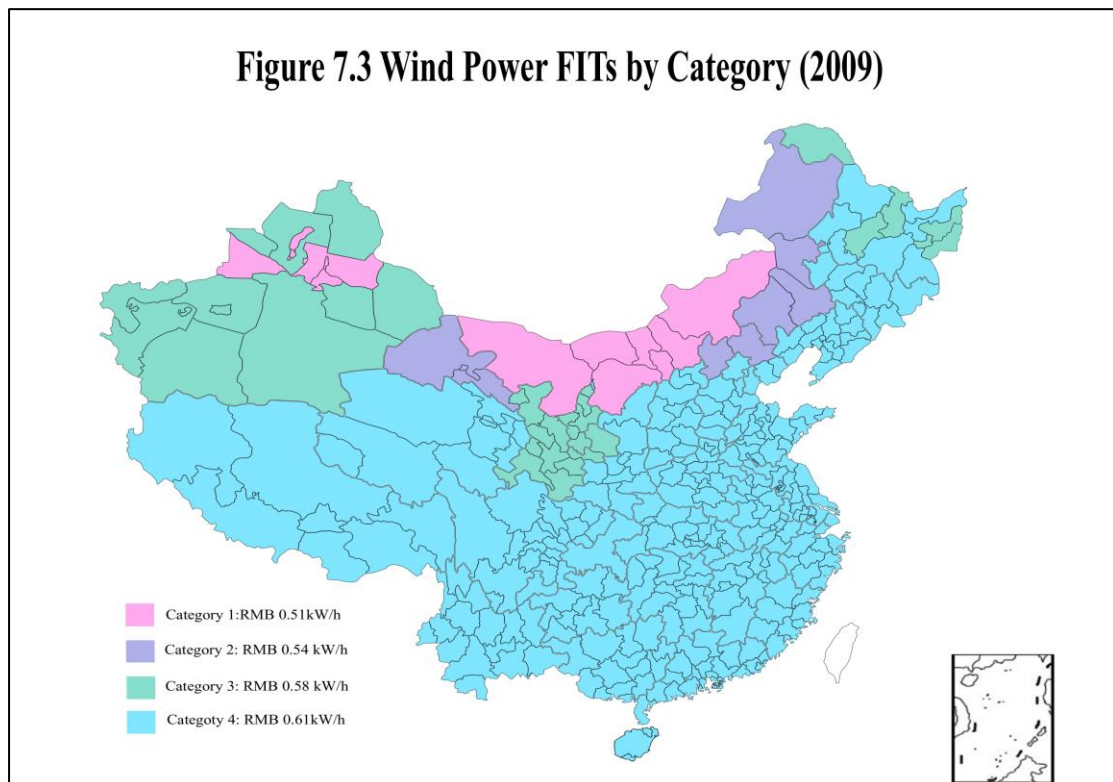 Figure 7.3 Wind Power FITs by Category (2009)
Category 1:RMB 0.51kW/h
Category 2: RMB 0.54 kW/h
Category 3: RMB 0.58 kW/h
Categoty 4: RMB 0.61kW/h